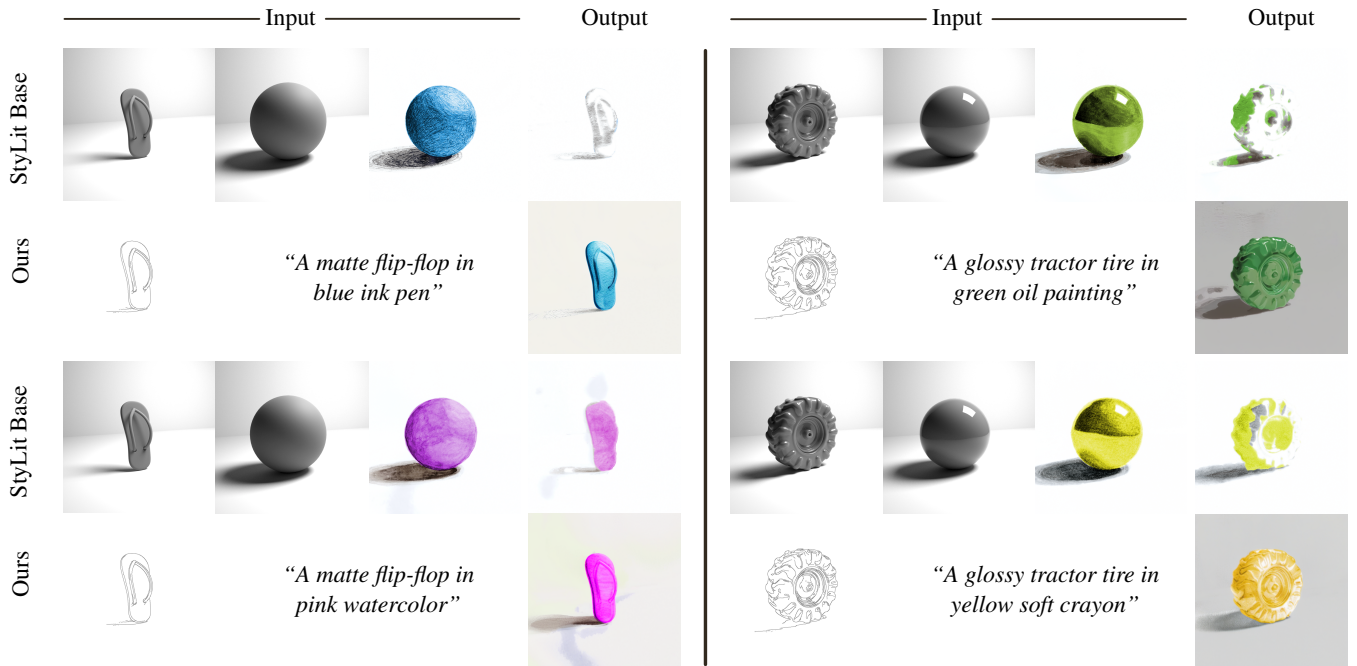 Input Output Input Output
StyLit Base
Ours
“A matte flip-flop in
blue ink pen”
“A glossy tractor tire in
green oil painting”
StyLit Base
Ours
“A matte flip-flop in
pink watercolor”
“A glossy tractor tire in
yellow soft crayon”